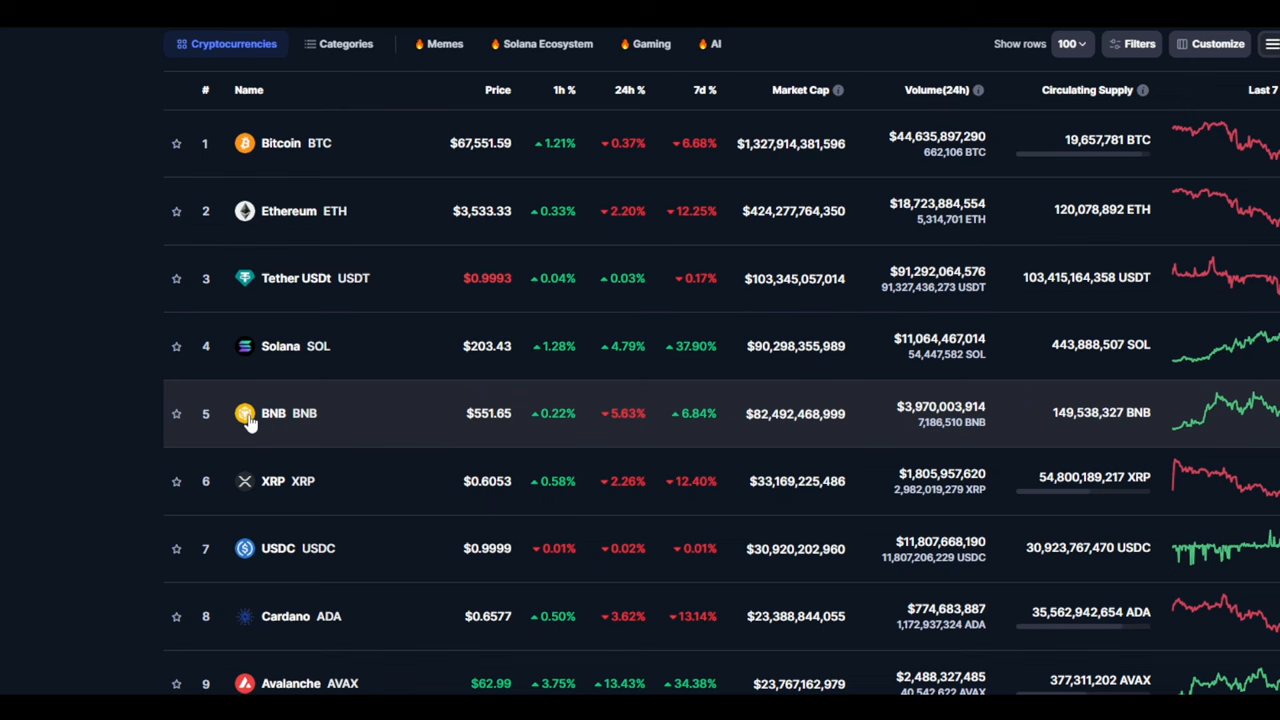 Cryptocurrencies Categories Memes Solana Ecosystem Gaming AI Show rows 100 Filters Customize
# Name Price 1h % 24h % 7d % Market Cap Volume(24h) Circulating Supply Last 7
1 Bitcoin BTC $67,551.59 1.21% 0.37% 6.68% $1,327,914,381,596 $44,635,897,290 19,657,781 BTC
662,106 BTC
2 Ethereum ETH $3,533.33 0.33% 2.20% 12.25% $424,277,764,350 $18,723,884,554 120,078,892 ETH
5,314,701 ETH
3 Tether USDt USDT $0.9993 0.04% 0.03% 0.17% $103,345,057,014 $91,292,064,576 103,415,164,358 USDT
91,327,436,273 USDT
4 Solana SOL $203.43 1.28% 4.79% 37.90% $90,298,355,989 $11,064,467,014 443,888,507 SOL
54,447,582 SOL
5 BNB BNB $551.65 0.22% 5.63% 6.84% $82,492,468,999 $3,970,003,914 149,538,327 BNB
7,186,510 BNB
6 XRP XRP $0.6053 0.58% 2.26% 12.40% $33,169,225,486 $1,805,957,620 54,800,189,217 XRP
2,982,019,279 XRP
7 USDC USDC $0.9999 0.01% 0.02% 0.01% $30,920,202,960 $11,807,668,190 30,923,767,470 USDC
11,807,206,229 USDC
8 Cardano ADA $0.6577 0.50% 3.62% 13.14% $23,388,844,055 $774,683,887 35,562,942,654 ADA
1,172,937,324 ADA
9 Avalanche AVAX $62.99 3.75% 13.43% 34.38% $23,767,162,979 $2,488,327,485 377,311,202 AVAX
40,542,622 AVAX